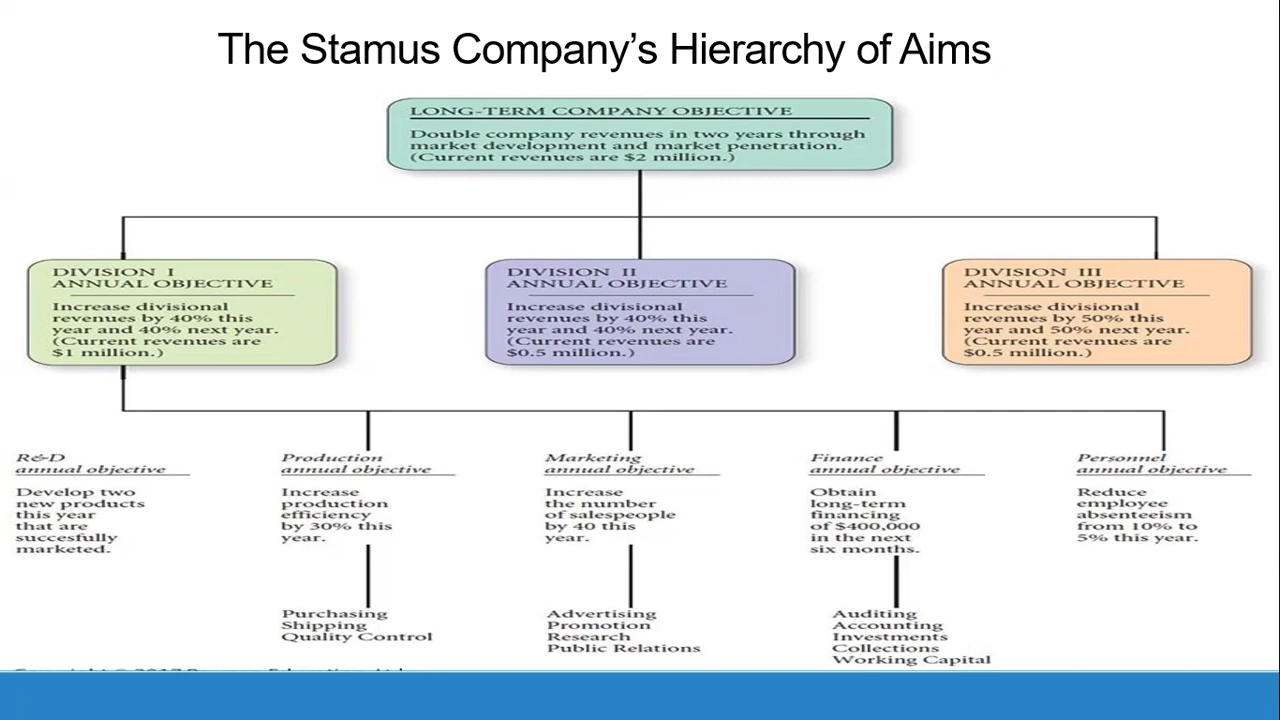 The Stamus Company’s Hierarchy of Aims
LONG-TERM COMPANY OBJECTIVE
Double company revenues in two years through
market development and market penetration.
(Current revenues are $2 million.)
DIVISION I
ANNUAL OBJECTIVE
Increase divisional
revenues by 40% this
year and 40% next year.
(Current revenues are
$1 million.)
DIVISION II
ANNUAL OBJECTIVE
Increase divisional
revenues by 40% this
year and 40% next year.
(Current revenues are
$0.5 million.)
DIVISION III
ANNUAL OBJECTIVE
Increase divisional
revenues by 50% this
year and 50% next year.
(Current revenues are
$0.5 million.)
R&D
annual objective
Develop two
new products
this year
that are
succesfully
marketed.
Production
annual objective
Increase
production
efficiency
by 30% this
year.
Marketing
annual objective
Increase
the number
of salespeople
by 40 this
year.
Finance
annual objective
Obtain
long-term
financing
of $400,000
in the next
six months.
Personnel
annual objective
Reduce
employee
absenteeism
from 10% to
5% this year.
Purchasing
Shipping
Quality Control
Advertising
Promotion
Research
Public Relations
Auditing
Accounting
Investments
Collections
Working Capital